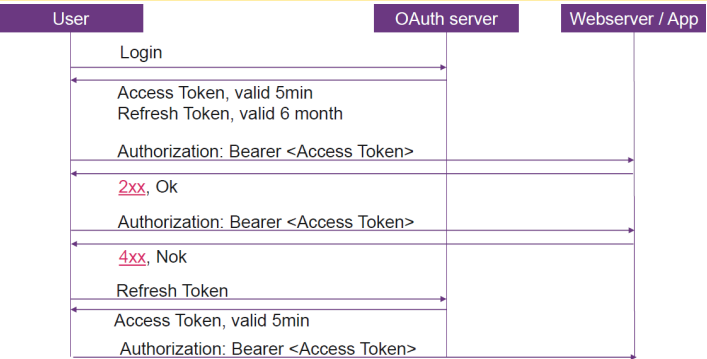 User
OAuth server
Webserver / App
Login
Access Token, valid 5min
Refresh Token, valid 6 month
Authorization: Bearer <Access Token>
2xx, Ok
Authorization: Bearer <Access Token>
4xx, Nok
Refresh Token
Access Token, valid 5min
Authorization: Bearer <Access Token>